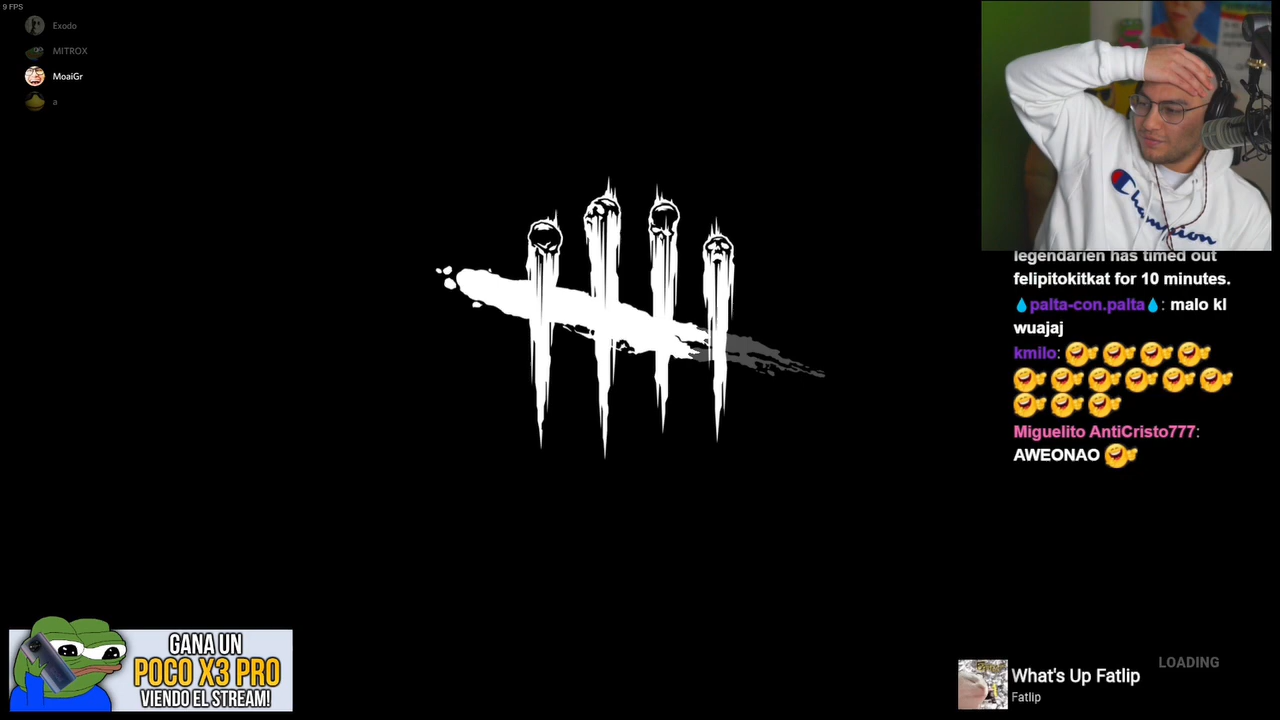 9 FPS
Exodo
MITROX
MoaiGr
a
Champion
legendarien has timed out
felipitokitkat for 10 minutes.
palta-con.palta: malo kl
wuajaj
kmilo:
Miguelito AntiCristo777:
AWEONAO
GANA UN
POCO X3 PRO
VIENDO EL STREAM!
LOADING
What's Up Fatlip
Fatlip